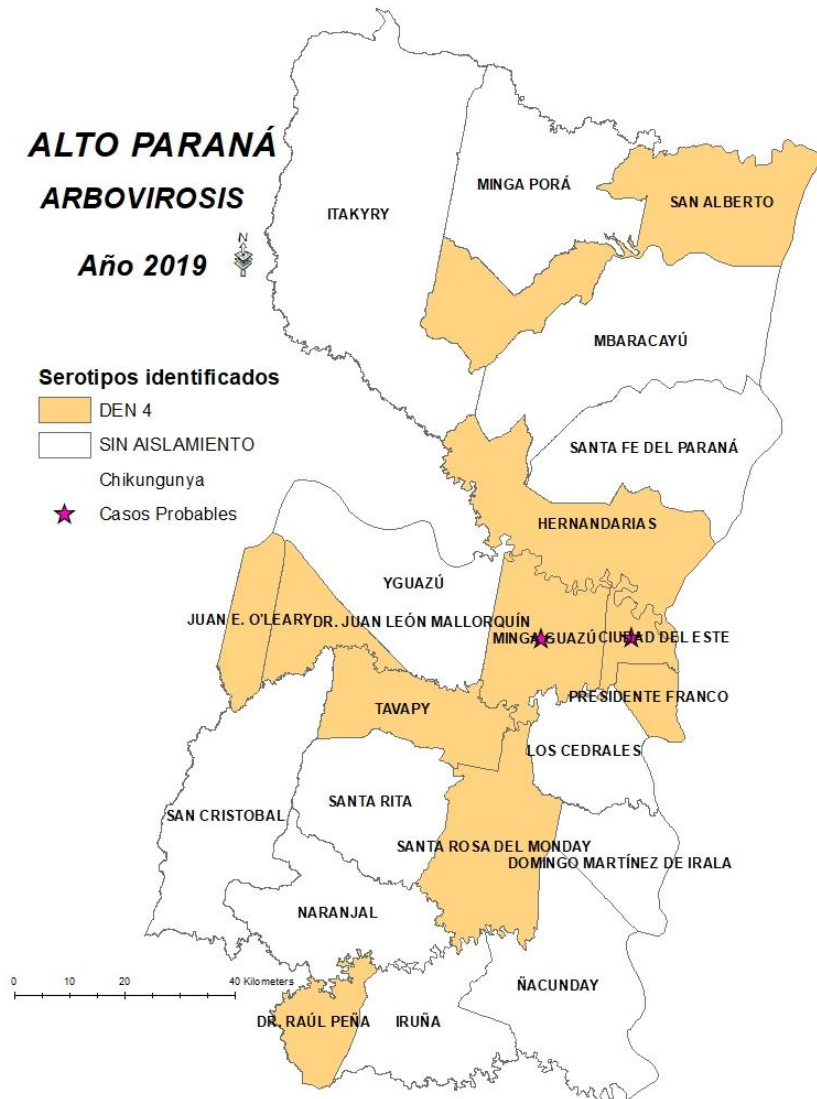 ALTO PARANÁ
ARBOVIROSIS
Año 2019
N
Serotipos identificados
DEN 4
SIN AISLAMIENTO
Chikungunya
Casos Probables
ITAKYRY
MINGA PORÁ
SAN ALBERTO
MBARACAYÚ
SANTA FE DEL PARANÁ
HERNANDARIAS
YGUAZÚ
JUAN E. O'LEARY
DR. JUAN LEÓN MALLORQUÍN
MINGA GUAZÚ
CIUDAD DEL ESTE
PRESIDENTE FRANCO
TAVAPY
LOS CEDRALES
SAN CRISTOBAL
SANTA RITA
SANTA ROSA DEL MONDAY
DOMINGO MARTÍNEZ DE IRALA
NARANJAL
ÑACUNDAY
DR. RAÚL PEÑA
IRUÑA
0 10 20 40 Kilometers